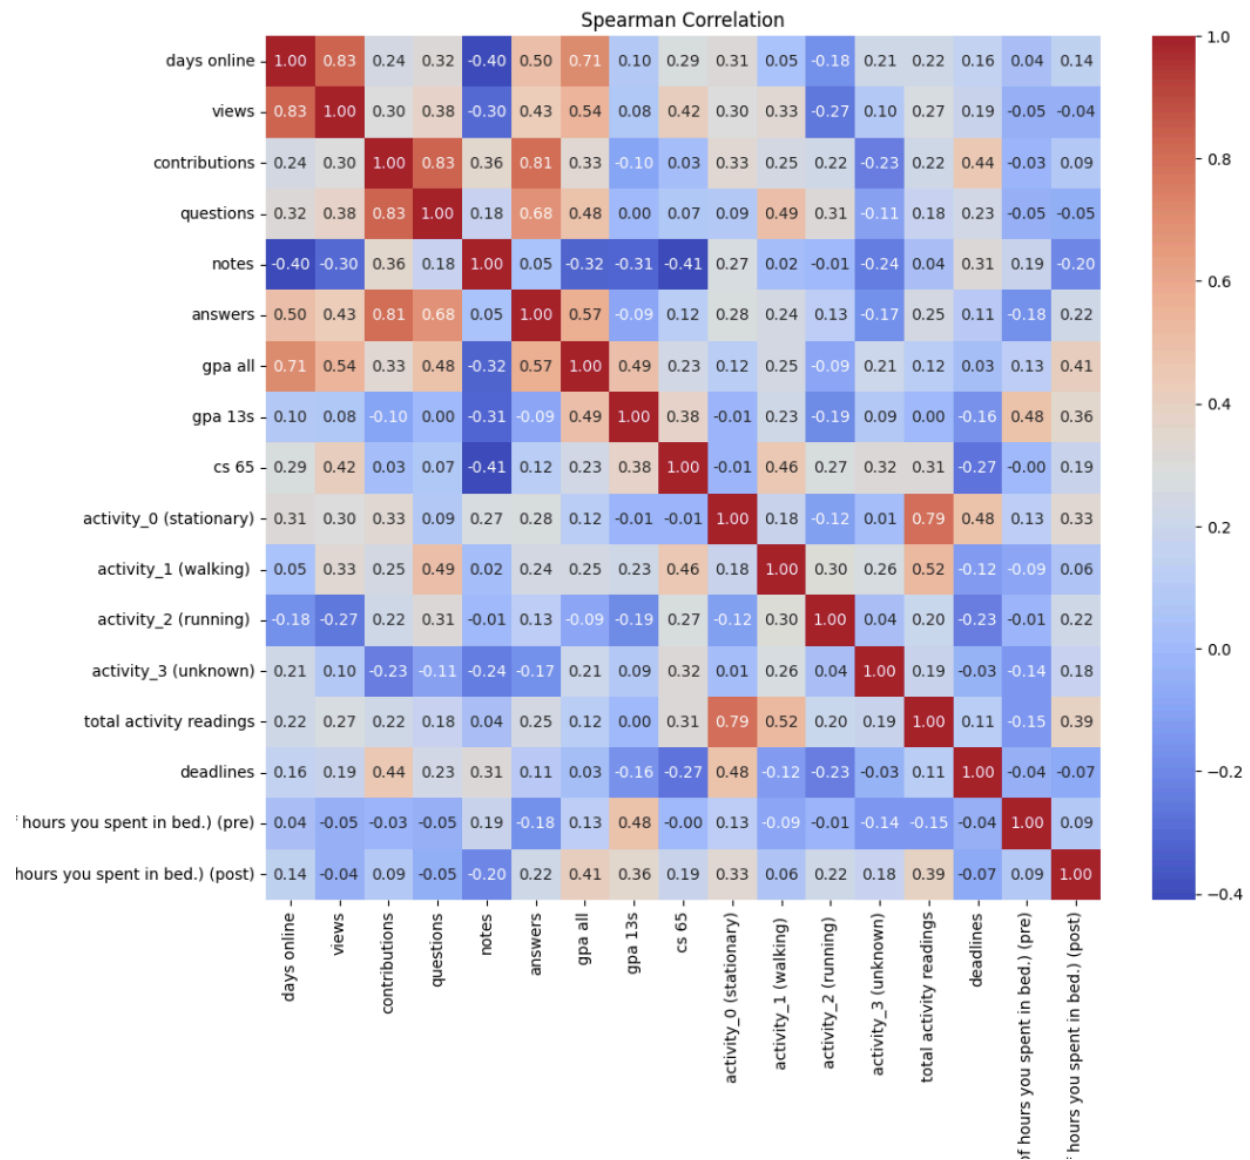 Spearman Correlation
days online 1.00 0.83 0.24 0.32 -0.40 0.50 0.71 0.10 0.29 0.31 0.05 -0.18 0.21 0.22 0.16 0.04 0.14
views 0.83 1.00 0.30 0.38 -0.30 0.43 0.54 0.08 0.42 0.30 0.33 -0.27 0.10 0.27 0.19 -0.05 -0.04
contributions 0.24 0.30 1.00 0.83 0.36 0.81 0.33 -0.10 0.03 0.33 0.25 0.22 -0.23 0.22 0.44 -0.03 0.09
questions 0.32 0.38 0.83 1.00 0.18 0.68 0.48 0.00 0.07 0.09 0.49 0.31 -0.11 0.18 0.23 -0.05 -0.05
notes -0.40 -0.30 0.36 0.18 1.00 0.05 -0.32 -0.31 -0.41 0.27 0.02 -0.01 -0.24 0.04 0.31 0.19 -0.20
answers 0.50 0.43 0.81 0.68 0.05 1.00 0.57 -0.09 0.12 0.28 0.24 0.13 -0.17 0.25 0.11 -0.18 0.22
gpa all 0.71 0.54 0.33 0.48 -0.32 0.57 1.00 0.49 0.23 0.12 0.25 -0.09 0.21 0.12 0.03 0.13 0.41
gpa 13s 0.10 0.08 -0.10 0.00 -0.31 -0.09 0.49 1.00 0.38 -0.01 0.23 -0.19 0.09 0.00 -0.16 0.48 0.36
cs 65 0.29 0.42 0.03 0.07 -0.41 0.12 0.23 0.38 1.00 -0.01 0.46 0.27 0.32 0.31 -0.27 -0.00 0.19
activity_0 (stationary) 0.31 0.30 0.33 0.09 0.27 0.28 0.12 -0.01 -0.01 1.00 0.18 -0.12 0.01 0.79 0.48 0.13 0.33
activity_1 (walking) 0.05 0.33 0.25 0.49 0.02 0.24 0.25 0.23 0.46 0.18 1.00 0.30 0.26 0.52 -0.12 -0.09 0.06
activity_2 (running) -0.18 -0.27 0.22 0.31 -0.01 0.13 -0.09 -0.19 0.27 -0.12 0.30 1.00 0.04 0.20 -0.23 -0.01 0.22
activity_3 (unknown) 0.21 0.10 -0.23 -0.11 -0.24 -0.17 0.21 0.09 0.32 0.01 0.26 0.04 1.00 0.19 -0.03 -0.14 0.18
total activity readings 0.22 0.27 0.22 0.18 0.04 0.25 0.12 0.00 0.31 0.79 0.52 0.20 0.19 1.00 0.11 -0.15 0.39
deadlines 0.16 0.19 0.44 0.23 0.31 0.11 0.03 -0.16 -0.27 0.48 -0.12 -0.23 -0.03 0.11 1.00 -0.04 -0.07
hours you spent in bed.) (pre) 0.04 -0.05 -0.03 -0.05 0.19 -0.18 0.13 0.48 -0.00 0.13 -0.09 -0.01 -0.14 -0.15 -0.04 1.00 0.09
hours you spent in bed.) (post) 0.14 -0.04 0.09 -0.05 -0.20 0.22 0.41 0.36 0.19 0.33 0.06 0.22 0.18 0.39 -0.07 0.09 1.00
days online
views
contributions
questions
notes
answers
gpa all
gpa 13s
cs 65
activity_0 (stationary)
activity_1 (walking)
activity_2 (running)
activity_3 (unknown)
total activity readings
deadlines
of hours you spent in bed.) (pre)
hours you spent in bed.) (post)
1.0
0.8
0.6
0.4
0.2
0.0
−0.2
−0.4